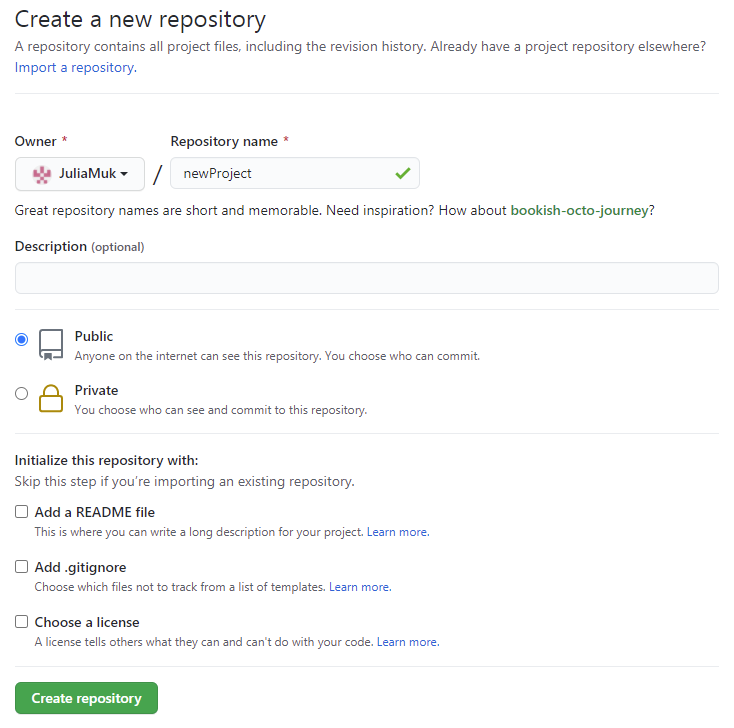 Create a new repository
A repository contains all project files, including the revision history. Already have a project repository elsewhere?
Import a repository.
Owner * Repository name *
JuliaMuk / newProject
Great repository names are short and memorable. Need inspiration? How about bookish-octo-journey?
Description (optional)
Public
Anyone on the internet can see this repository. You choose who can commit.
Private
You choose who can see and commit to this repository.
Initialize this repository with:
Skip this step if you’re importing an existing repository.
Add a README file
This is where you can write a long description for your project. Learn more.
Add .gitignore
Choose which files not to track from a list of templates. Learn more.
Choose a license
A license tells others what they can and can't do with your code. Learn more.
Create repository